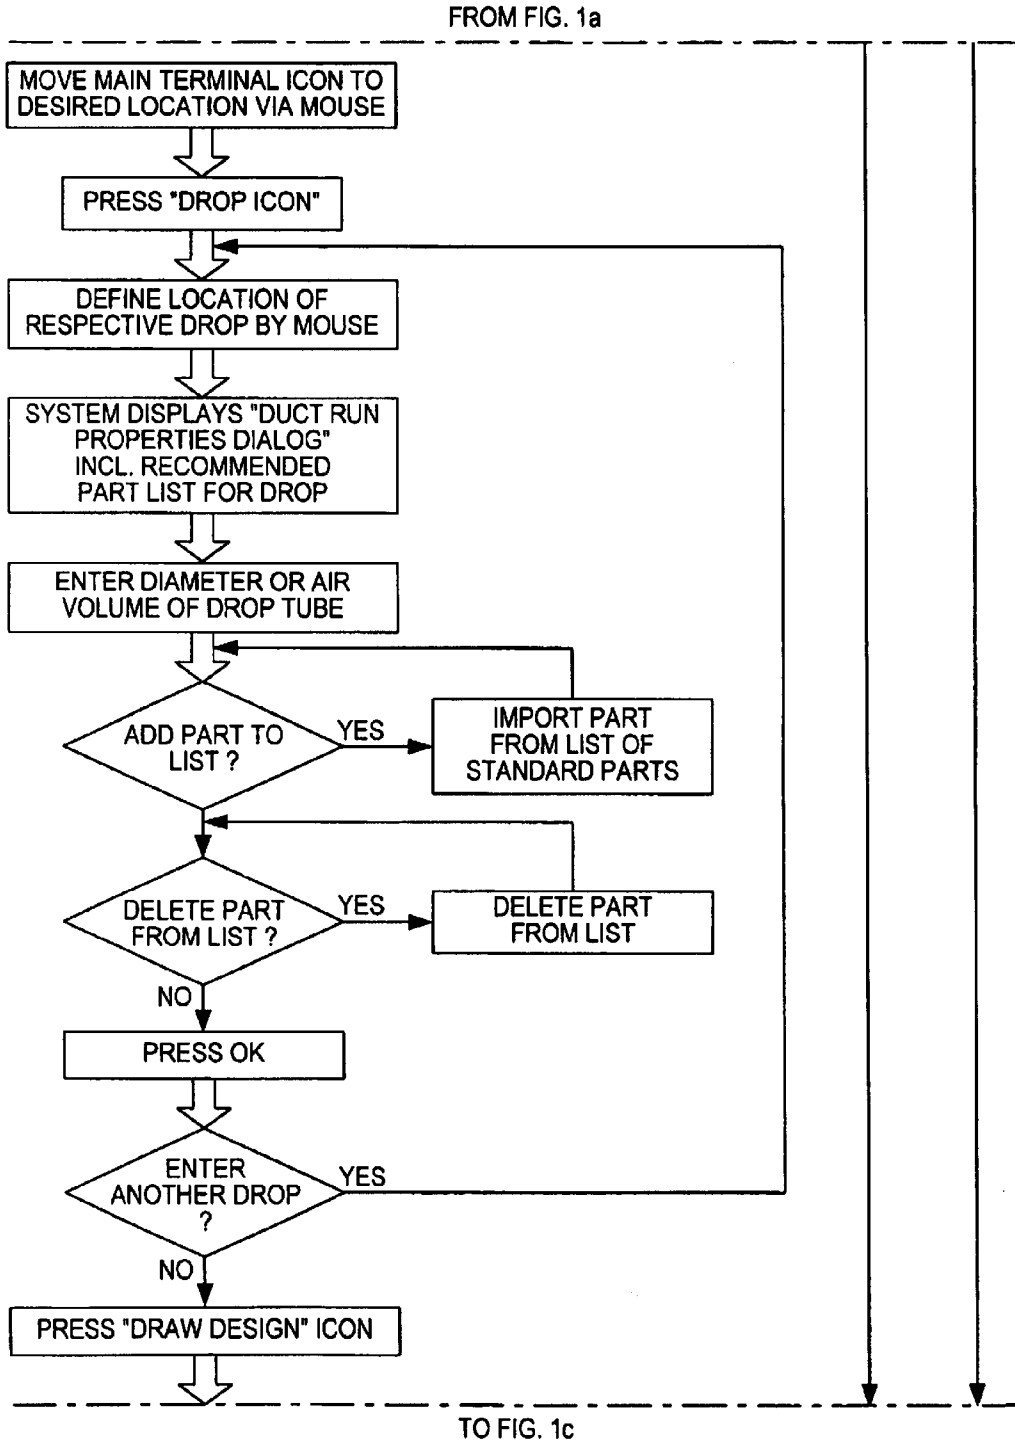 FROM FIG. 1a
MOVE MAIN TERMINAL ICON TO
DESIRED LOCATION VIA MOUSE
PRESS "DROP ICON"
DEFINE LOCATION OF
RESPECTIVE DROP BY MOUSE
SYSTEM DISPLAYS "DUCT RUN
PROPERTIES DIALOG"
INCL. RECOMMENDED
PART LIST FOR DROP
ENTER DIAMETER OR AIR
VOLUME OF DROP TUBE
ADD PART TO
LIST ?
YES
IMPORT PART
FROM LIST OF
STANDARD PARTS
DELETE PART
FROM LIST ?
YES
DELETE PART
FROM LIST
NO
PRESS OK
ENTER
ANOTHER DROP
?
YES
NO
PRESS "DRAW DESIGN" ICON
TO FIG. 1c